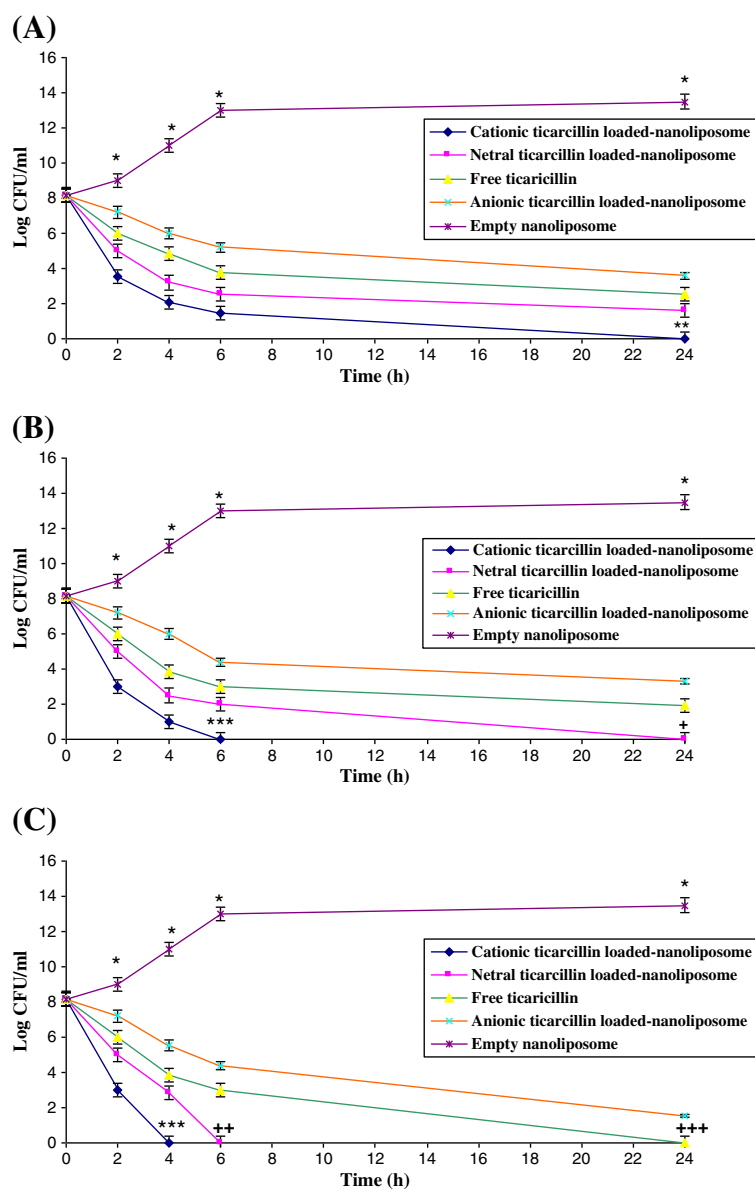 (A)
Log CFU/ml
16
14
12
10
8
6
4
2
0
* * * *
**
Cationic ticarcillin loaded-nanoliposome
Netral ticarcillin loaded-nanoliposome
Free ticaricillin
Anionic ticarcillin loaded-nanoliposome
Empty nanoliposome
0 2 4 6 8 10 12 14 16 18 20 22 24
Time (h)
(B)
Log CFU/ml
16
14
12
10
8
6
4
2
0
* * * *
*** +
Cationic ticarcillin loaded-nanoliposome
Netral ticarcillin loaded-nanoliposome
Free ticaricillin
Anionic ticarcillin loaded-nanoliposome
Empty nanoliposome
0 2 4 6 8 10 12 14 16 18 20 22 24
Time (h)
(C)
Log CFU/ml
16
14
12
10
8
6
4
2
0
* * * *
*** ++ +++
Cationic ticarcillin loaded-nanoliposome
Netral ticarcillin loaded-nanoliposome
Free ticaricillin
Anionic ticarcillin loaded-nanoliposome
Empty nanoliposome
0 2 4 6 8 10 12 14 16 18 20 22 24
Time (h)